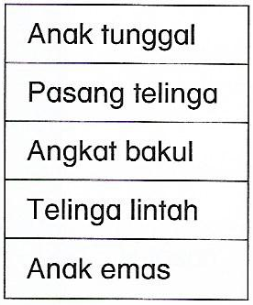 Anak tunggal
Pasang telinga
Angkat bakul
Telinga lintah
Anak emas